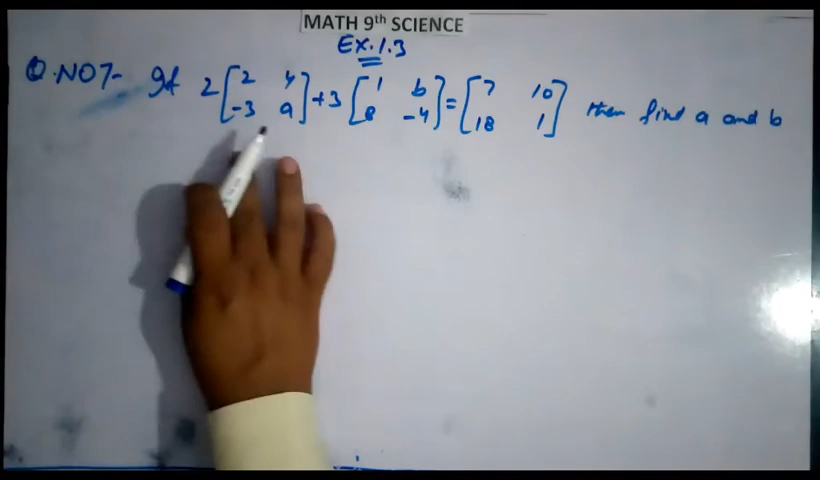 MATH 9th SCIENCE
Ex.1.3
Q.NO7- If 2 [2 4 -3 a] + 3 [1 b 8 -4] = [7 10 18 1] then find a and b